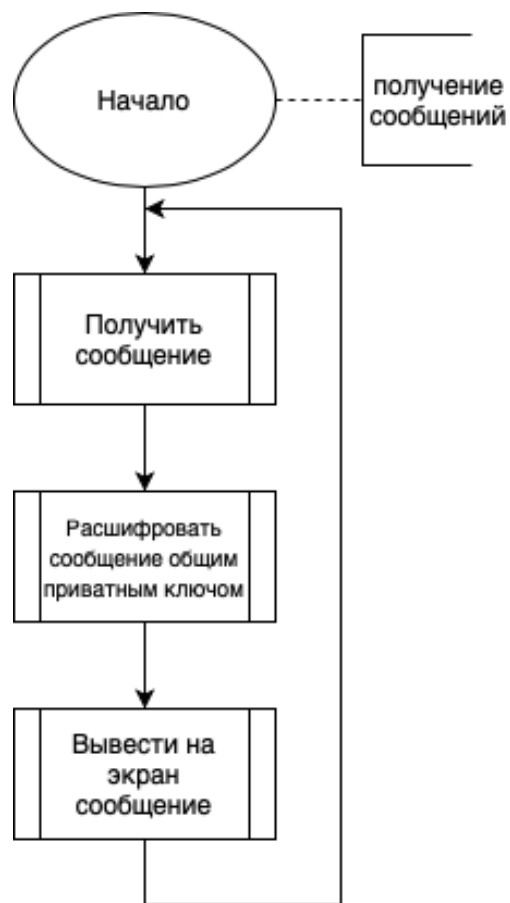 Начало
получение
сообщений
Получить
сообщение
Расшифровать
сообщение общим
приватным ключом
Вывести на
экран
сообщение